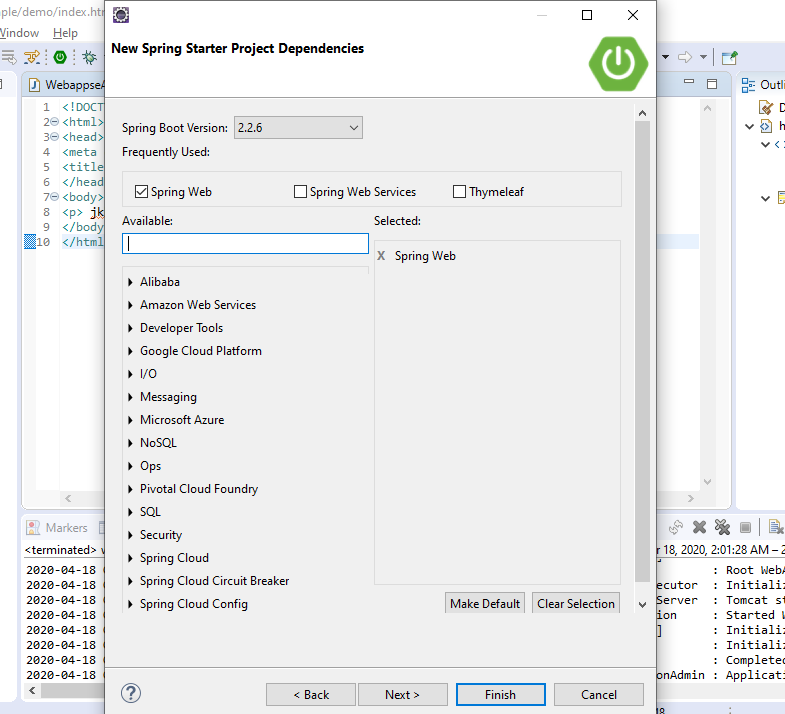 ple/demo/index.ht
Window Help
New Spring Starter Project Dependencies
WebappseA
Outli
1 <!DOCT
2 <html>
3 <head>
4 <meta
5 <title
6 </head
7 <body>
8 <p> jk
9 </body
10 </html
Spring Boot Version: 2.2.6
Frequently Used:
Spring Web Spring Web Services Thymeleaf
Available: Selected:
X Spring Web
Alibaba
Amazon Web Services
Developer Tools
Google Cloud Platform
I/O
Messaging
Microsoft Azure
NoSQL
Ops
Pivotal Cloud Foundry
SQL
Security
Spring Cloud
Spring Cloud Circuit Breaker
Spring Cloud Config
Make Default Clear Selection
< Back Next > Finish Cancel
Markers
<terminated> w
r 18, 2020, 2:01:28 AM – 2
2020-04-18 : Root WebA
2020-04-18 ecutor : Initializ
2020-04-18 Server : Tomcat st
2020-04-18 ion : Started W
2020-04-18 ] : Initializ
2020-04-18 : Initializ
2020-04-18 : Completed
2020-04-18 onAdmin : Applicati